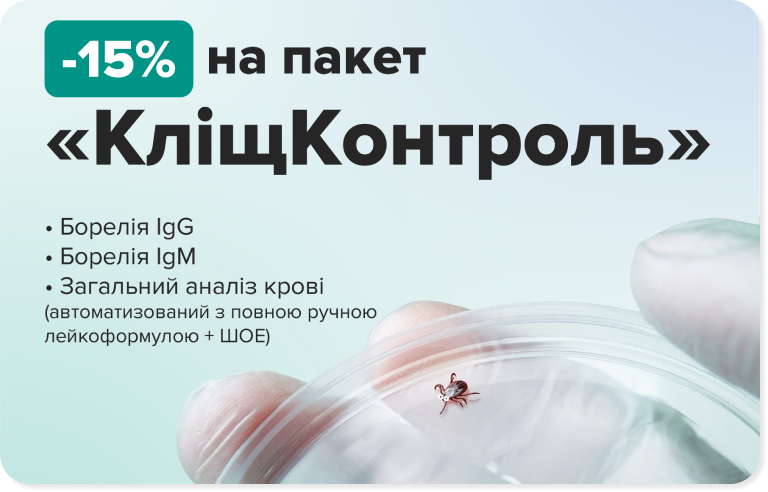 -15% на пакет
«КліщКонтроль»
• Борелія IgG
• Борелія IgM
• Загальний аналіз крові
(автоматизований з повною ручною
лейкоформулою + ШОЕ)